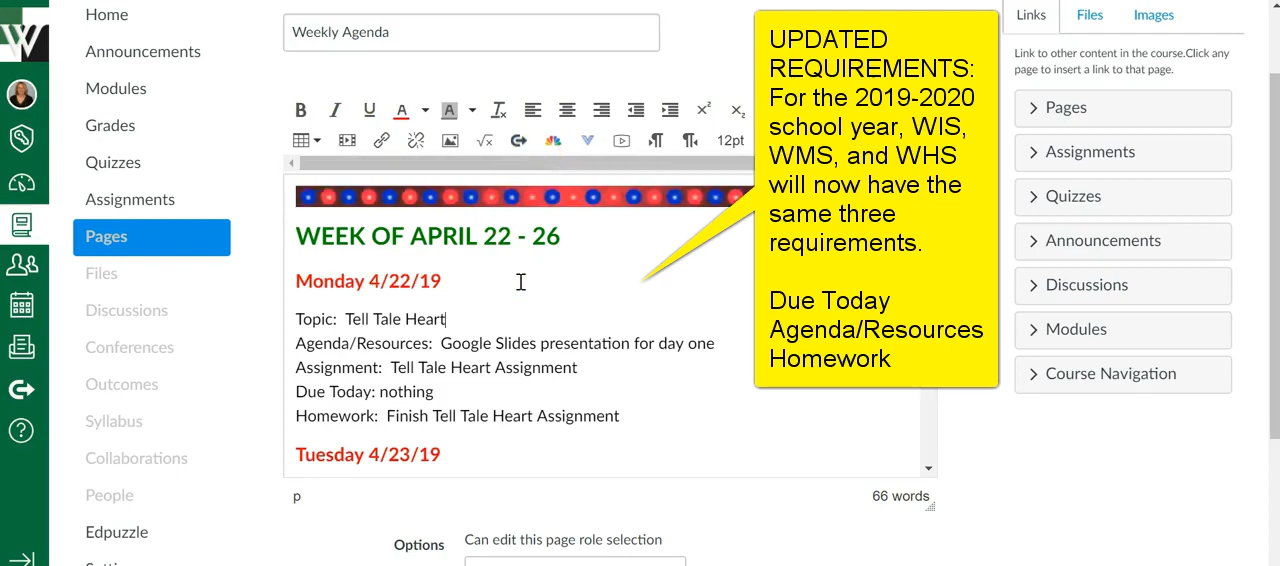 W
Home
Announcements
Modules
Grades
Quizzes
Assignments
Pages
Files
Discussions
Conferences
Outcomes
Syllabus
Collaborations
People
Edpuzzle
Weekly Agenda
B I U A A
12pt
WEEK OF APRIL 22 - 26
Monday 4/22/19
Topic: Tell Tale Heart
Agenda/Resources: Google Slides presentation for day one
Assignment: Tell Tale Heart Assignment
Due Today: nothing
Homework: Finish Tell Tale Heart Assignment
Tuesday 4/23/19
p
66 words
Options
Can edit this page role selection
UPDATED
REQUIREMENTS:
For the 2019-2020
school year, WIS,
WMS, and WHS
will now have the
same three
requirements.
Due Today
Agenda/Resources
Homework
Links
Files
Images
Link to other content in the course.Click any
page to insert a link to that page.
Pages
Assignments
Quizzes
Announcements
Discussions
Modules
Course Navigation